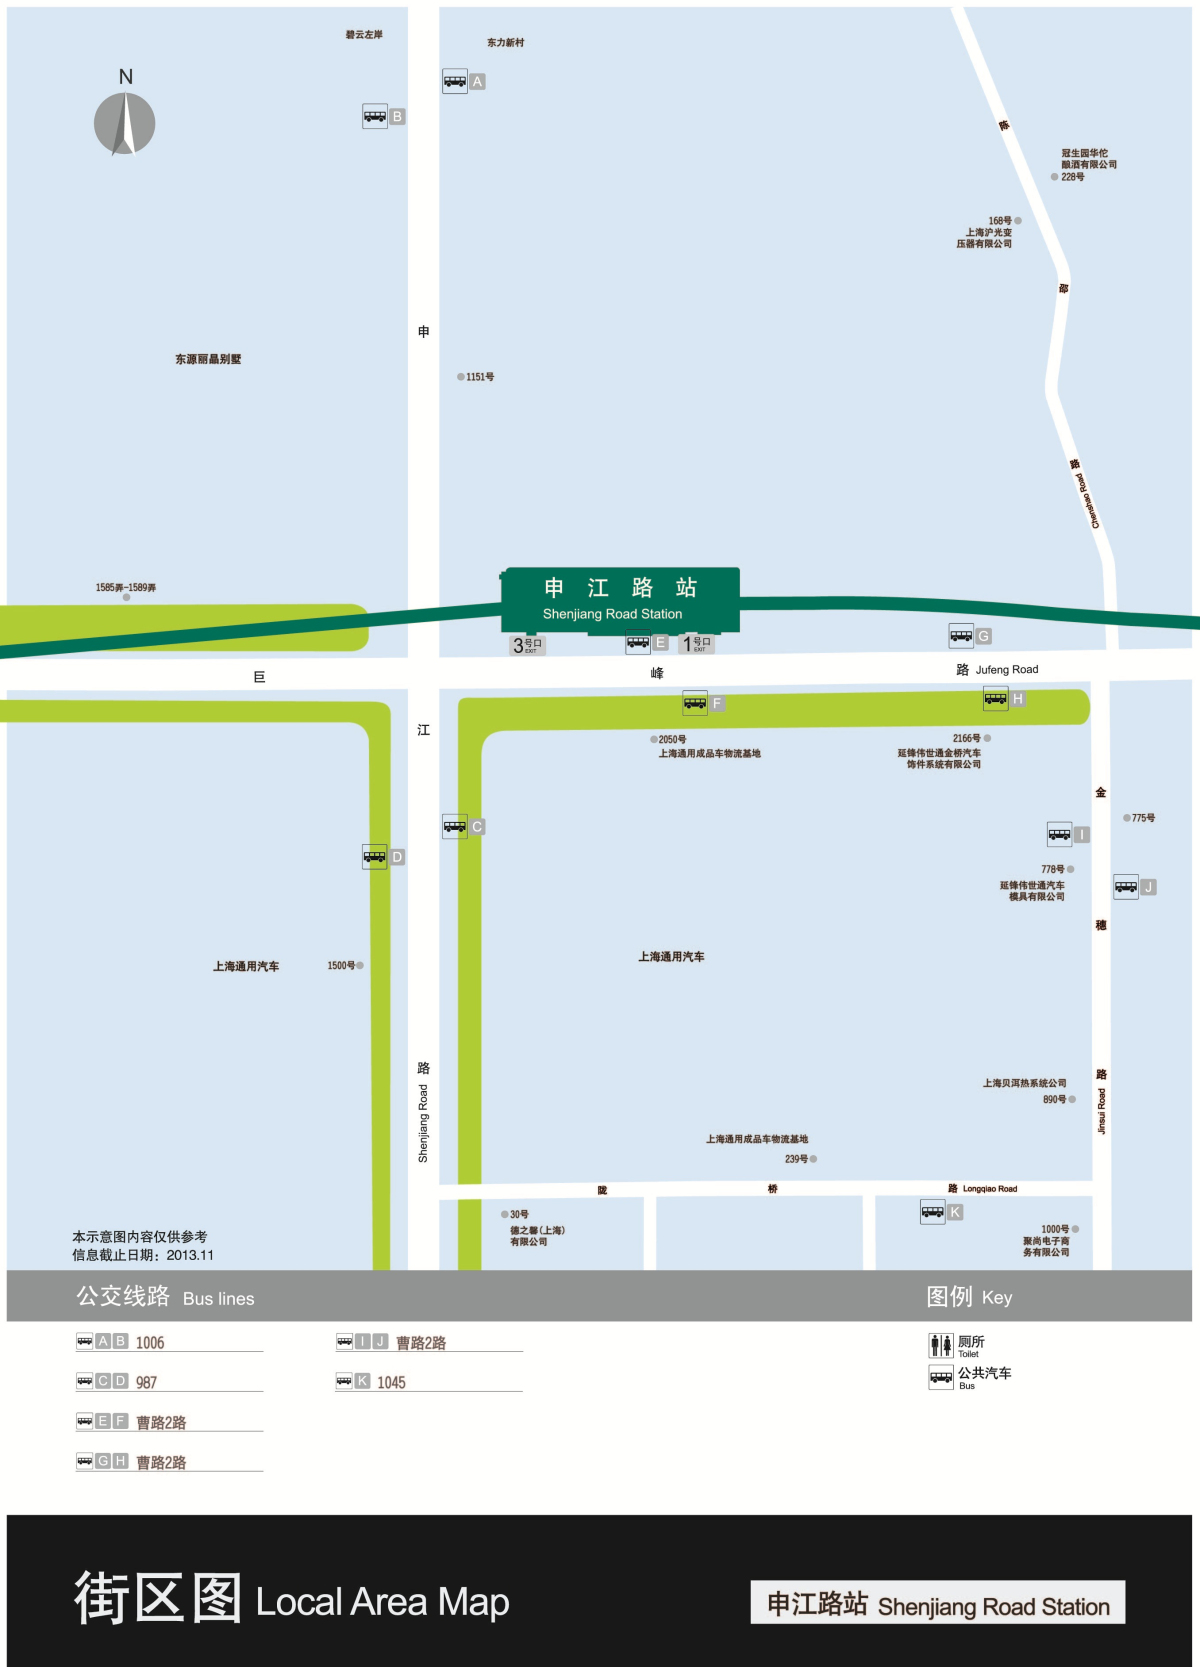 碧云左岸
东力新村
N
A
B
路
冠生园华佗
酿酒有限公司
228号
168号
上海沪光变
压器有限公司
邵
申
东源丽晶别墅
1151号
路 Chenshao Road
1585弄-1589弄
申江路站
Shenjiang Road Station
3号口
EXIT
E
1号口
EXIT
G
巨
峰
路 Jufeng Road
F
H
江
2050号
上海通用成品车物流基地
2166号
延锋伟世通金桥汽车
饰件系统有限公司
金
775号
C
I
D
778号
延锋伟世通汽车
模具有限公司
J
穗
上海通用汽车
1500号
上海通用汽车
路 Shenjiang Road
路 Jinsui Road
上海贝洱热系统公司
890号
上海通用成品车物流基地
239号
陇
桥
路 Longqiao Road
K
30号
德之馨(上海)
有限公司
1000号
聚尚电子商
务有限公司
本示意图内容仅供参考
信息截止日期：2013.11
公交线路 Bus lines
图例 Key
A B 1006
I J 曹路2路
C D 987
K 1045
E F 曹路2路
G H 曹路2路
厕所
Toilet
公共汽车
Bus
街区图 Local Area Map
申江路站 Shenjiang Road Station